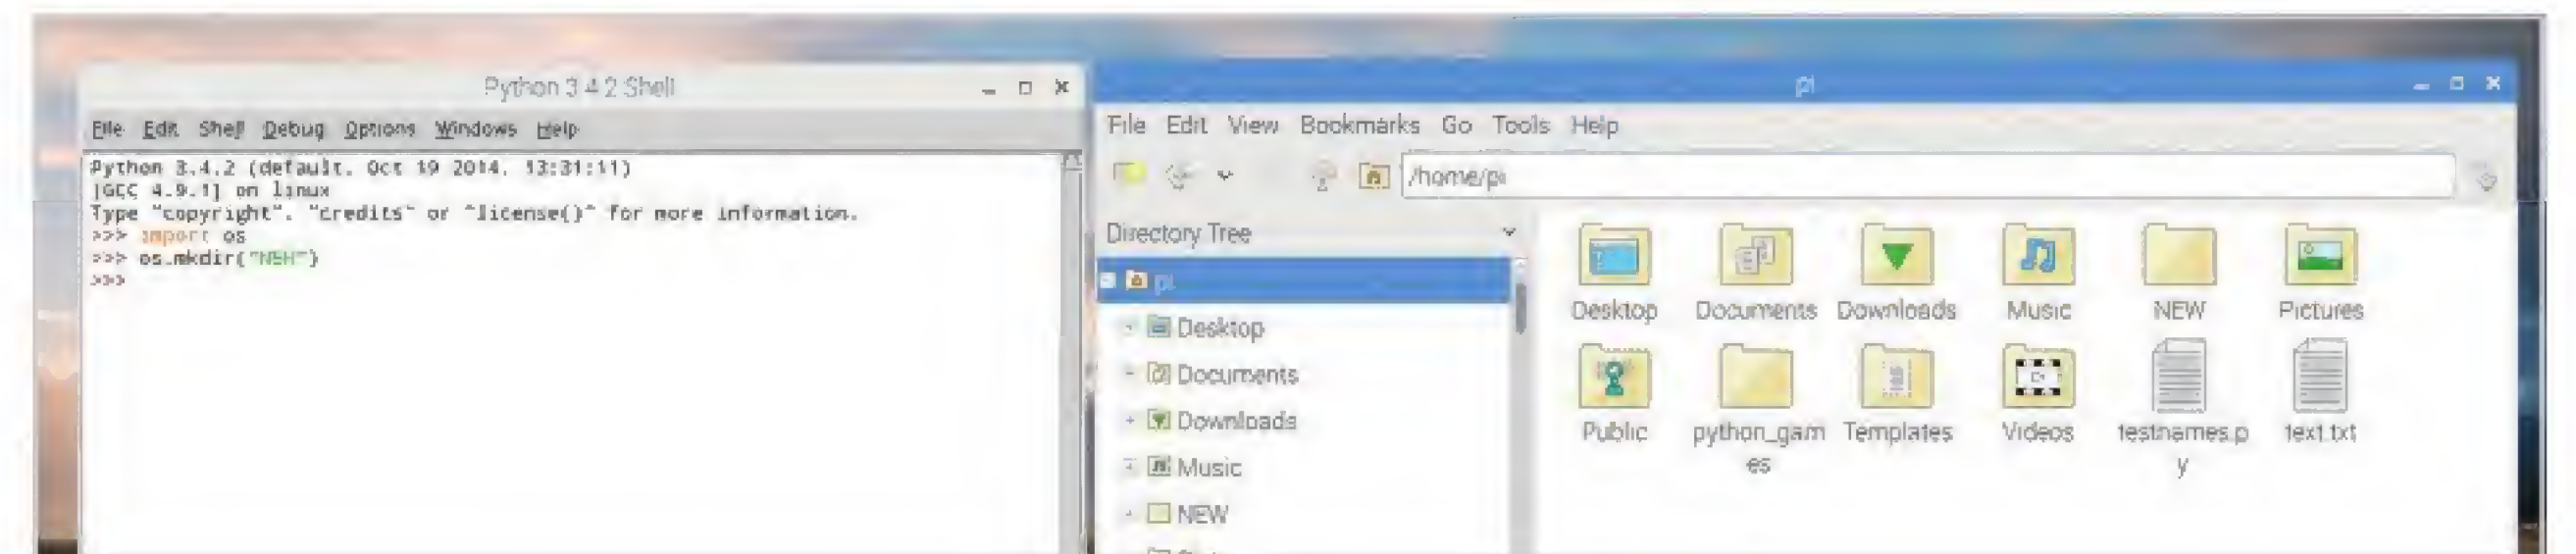 Python 3.4.2 Shell
File Edit Shell Debug Options Windows Help
Python 3.4.2 (default, Oct 19 2014, 13:31:11)
[GCC 4.9.1] on linux
Type "copyright", "credits" or "license()" for more information.
>>> import os
>>> os.mkdir("NEW")
>>>
pi
File Edit View Bookmarks Go Tools Help
/home/pi
Directory Tree
pi
Desktop
Documents
Downloads
Music
NEW
Desktop Documents Downloads Music NEW Pictures
Public python_gam Templates Videos testnames.p text.txt
es y